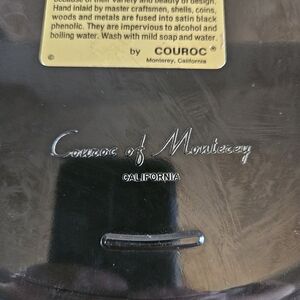 because of their variety and beauty of design.
Hand inlaid by master craftsmen, shells, coins,
woods and metals are fused into satin black
phenolic. They are impervious to alcohol and
boiling water. Wash with mild soap and water.
by COUROC ®
© Monterey, California
Couroc of Monterey
CALIFORNIA